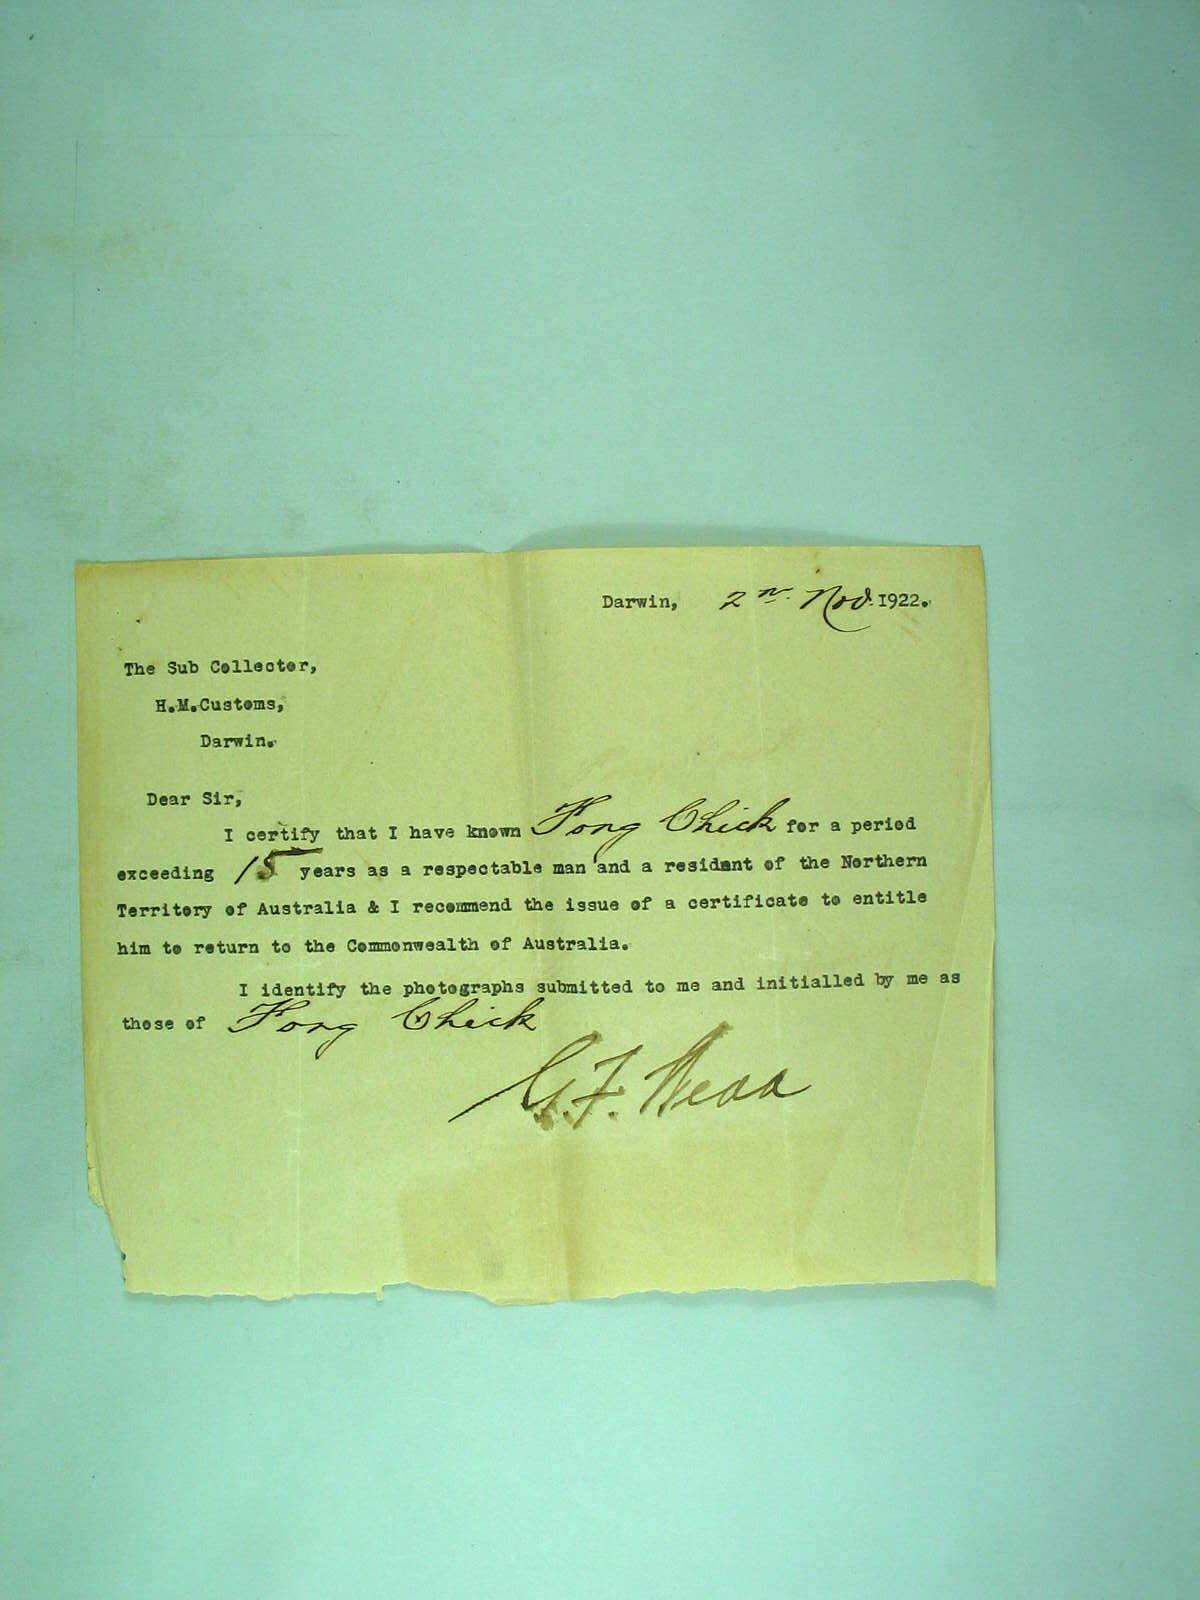 Darwin, 2nd. Nov. 1922.
The Sub Collector,
H.M.Customs,
Darwin.
Dear Sir,
I certify that I have known Fong Chick for a period
exceeding 15 years as a respectable man and a resident of the Northern
Territory of Australia & I recommend the issue of a certificate to entitle
him to return to the Commonwealth of Australia.
I identify the photographs submitted to me and initialled by me as
those of Fong Chick
G.F.